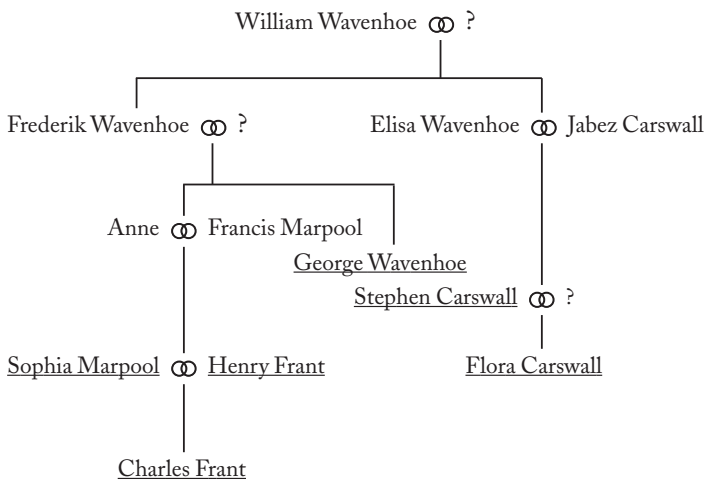 William Wavenhoe ?
Frederik Wavenhoe ? Elisa Wavenhoe Jabez Carswall
Anne Francis Marpool
George Wavenhoe
Stephen Carswall ?
Sophia Marpool Henry Frant Flora Carswall
Charles Frant